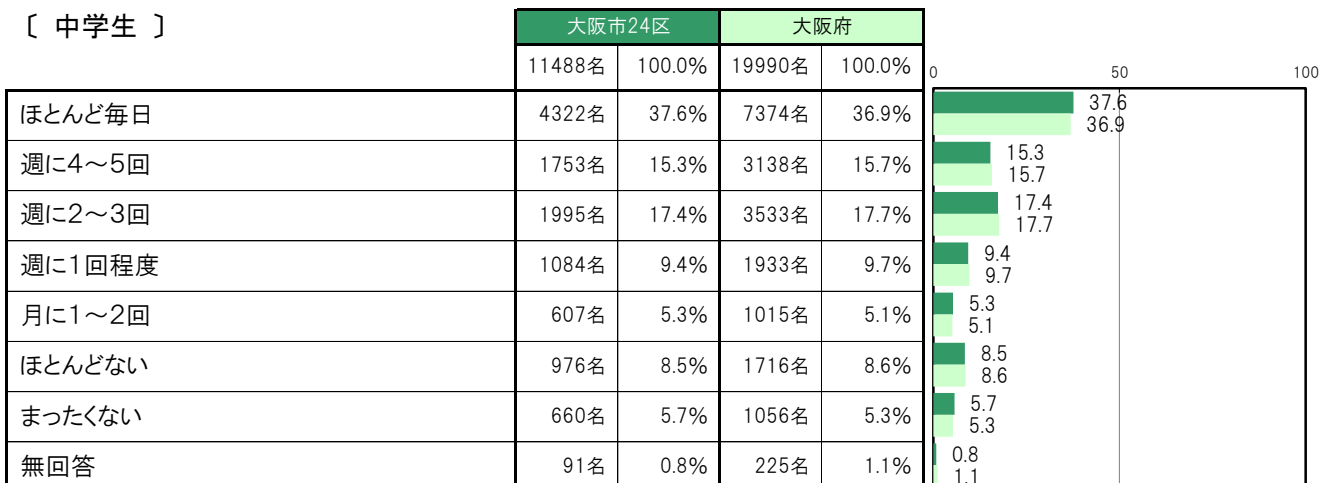 〔 中学生 〕
大阪市24区 大阪府
11488名 100.0% 19990名 100.0%
0 50 100
ほとんど毎日 4322名 37.6% 7374名 36.9%
37.6
36.9
週に4～5回 1753名 15.3% 3138名 15.7%
15.3
15.7
週に2～3回 1995名 17.4% 3533名 17.7%
17.4
17.7
週に1回程度 1084名 9.4% 1933名 9.7%
9.4
9.7
月に1～2回 607名 5.3% 1015名 5.1%
5.3
5.1
ほとんどない 976名 8.5% 1716名 8.6%
8.5
8.6
まったくない 660名 5.7% 1056名 5.3%
5.7
5.3
無回答 91名 0.8% 225名 1.1%
0.8
1.1